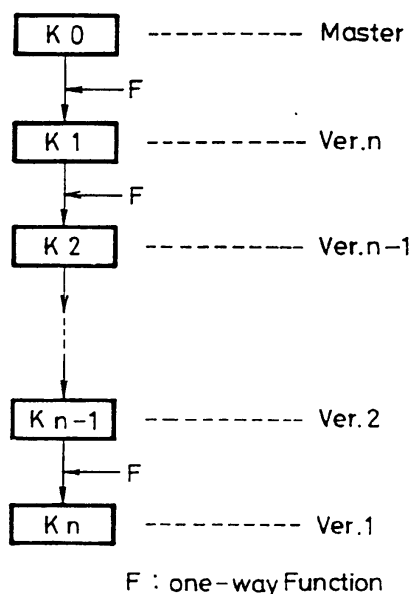 K 0 ---------- Master
F
K 1 ---------- Ver.n
F
K 2 ---------- Ver.n-1
K n-1 ---------- Ver.2
F
K n ---------- Ver.1
F : one-way Function